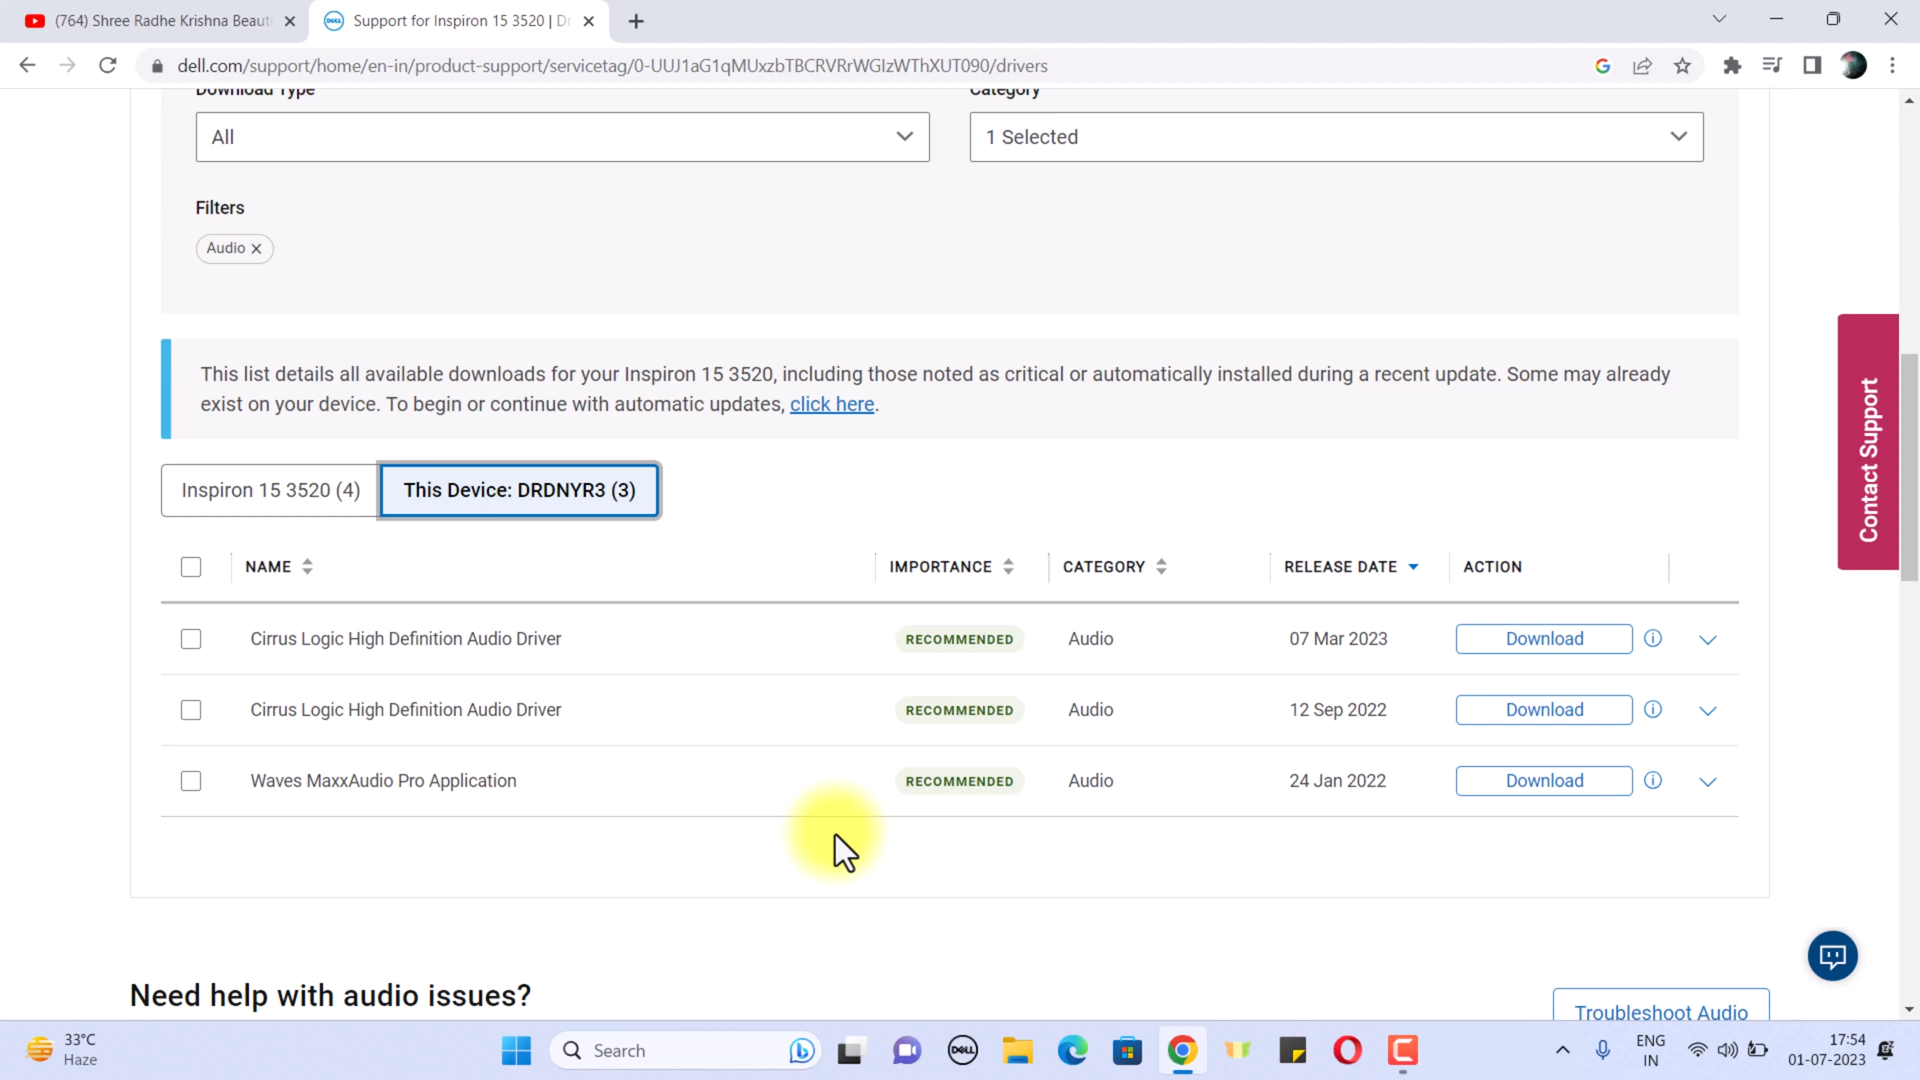 (764) Shree Radhe Krishna Beaut
Support for Inspiron 15 3520 | Dr
dell.com/support/home/en-in/product-support/servicetag/0-UUJ1aG1qMUxzbTBCRVRrWGIzWThXUT090/drivers
Download Type
Category
All
1 Selected
Filters
Audio
This list details all available downloads for your Inspiron 15 3520, including those noted as critical or automatically installed during a recent update. Some may already
exist on your device. To begin or continue with automatic updates, click here.
Contact Support
Inspiron 15 3520 (4)
This Device: DRDNYR3 (3)
NAME IMPORTANCE CATEGORY RELEASE DATE ACTION
Cirrus Logic High Definition Audio Driver RECOMMENDED Audio 07 Mar 2023 Download
Cirrus Logic High Definition Audio Driver RECOMMENDED Audio 12 Sep 2022 Download
Waves MaxxAudio Pro Application RECOMMENDED Audio 24 Jan 2022 Download
Need help with audio issues?
Troubleshoot Audio
33°C
Haze
Search
DELL
ENG
IN
17:54
01-07-2023